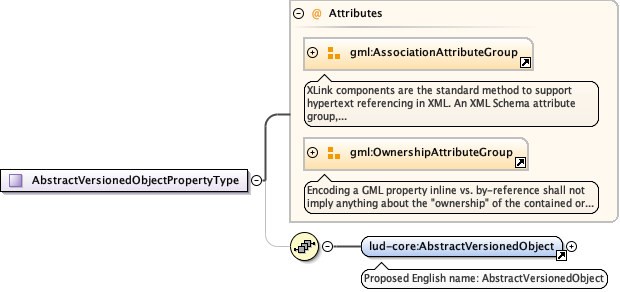 @ Attributes
gml:AssociationAttributeGroup
XLink components are the standard method to support
hypertext referencing in XML. An XML Schema attribute
group,...
gml:OwnershipAttributeGroup
Encoding a GML property inline vs. by-reference shall not
imply anything about the "ownership" of the contained or...
AbstractVersionedObjectPropertyType
lud-core:AbstractVersionedObject
Proposed English name: AbstractVersionedObject